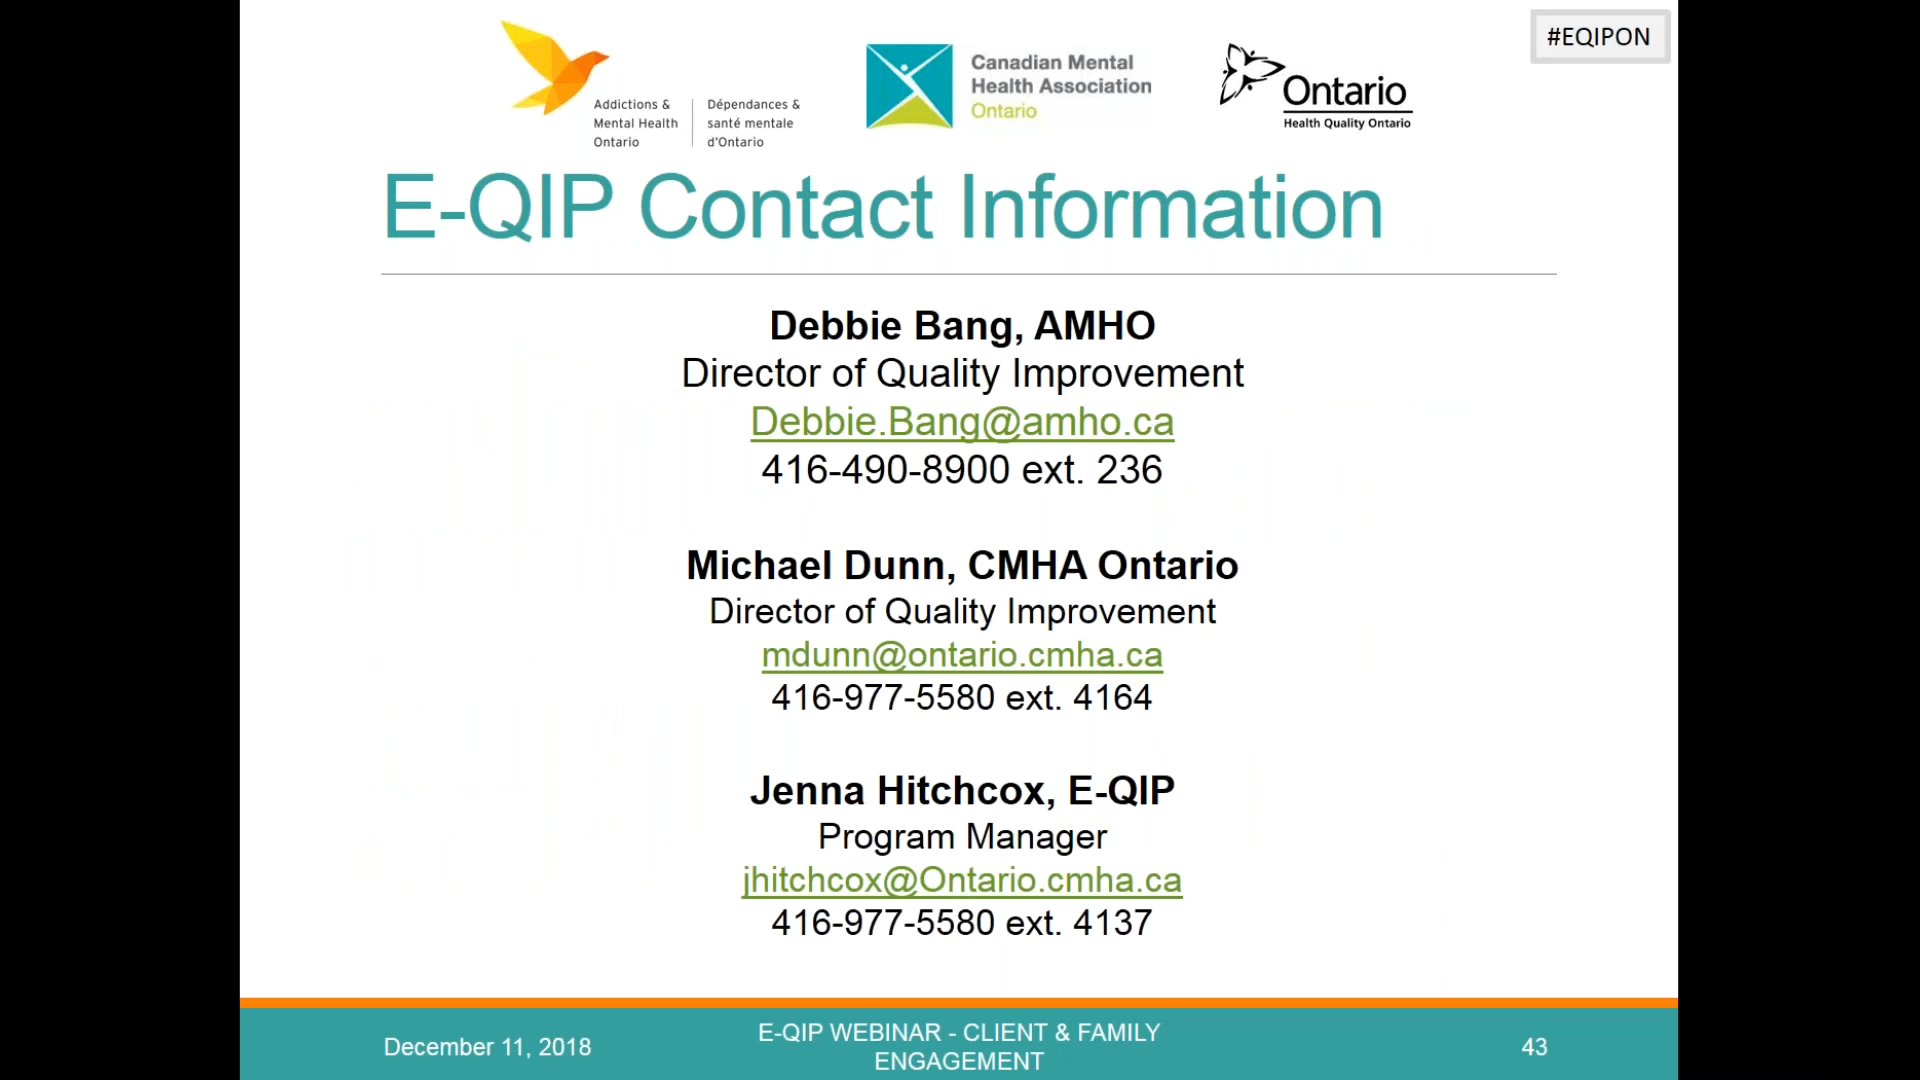 #EQIPON
Addictions &
Mental Health
Ontario
Dépendances &
santé mentale
d'Ontario
Canadian Mental
Health Association
Ontario
Ontario
Health Quality Ontario
E-QIP Contact Information
Debbie Bang, AMHO
Director of Quality Improvement
Debbie.Bang@amho.ca
416-490-8900 ext. 236
Michael Dunn, CMHA Ontario
Director of Quality Improvement
mdunn@ontario.cmha.ca
416-977-5580 ext. 4164
Jenna Hitchcox, E-QIP
Program Manager
jhitchcox@Ontario.cmha.ca
416-977-5580 ext. 4137
December 11, 2018
E-QIP WEBINAR - CLIENT & FAMILY
ENGAGEMENT
43